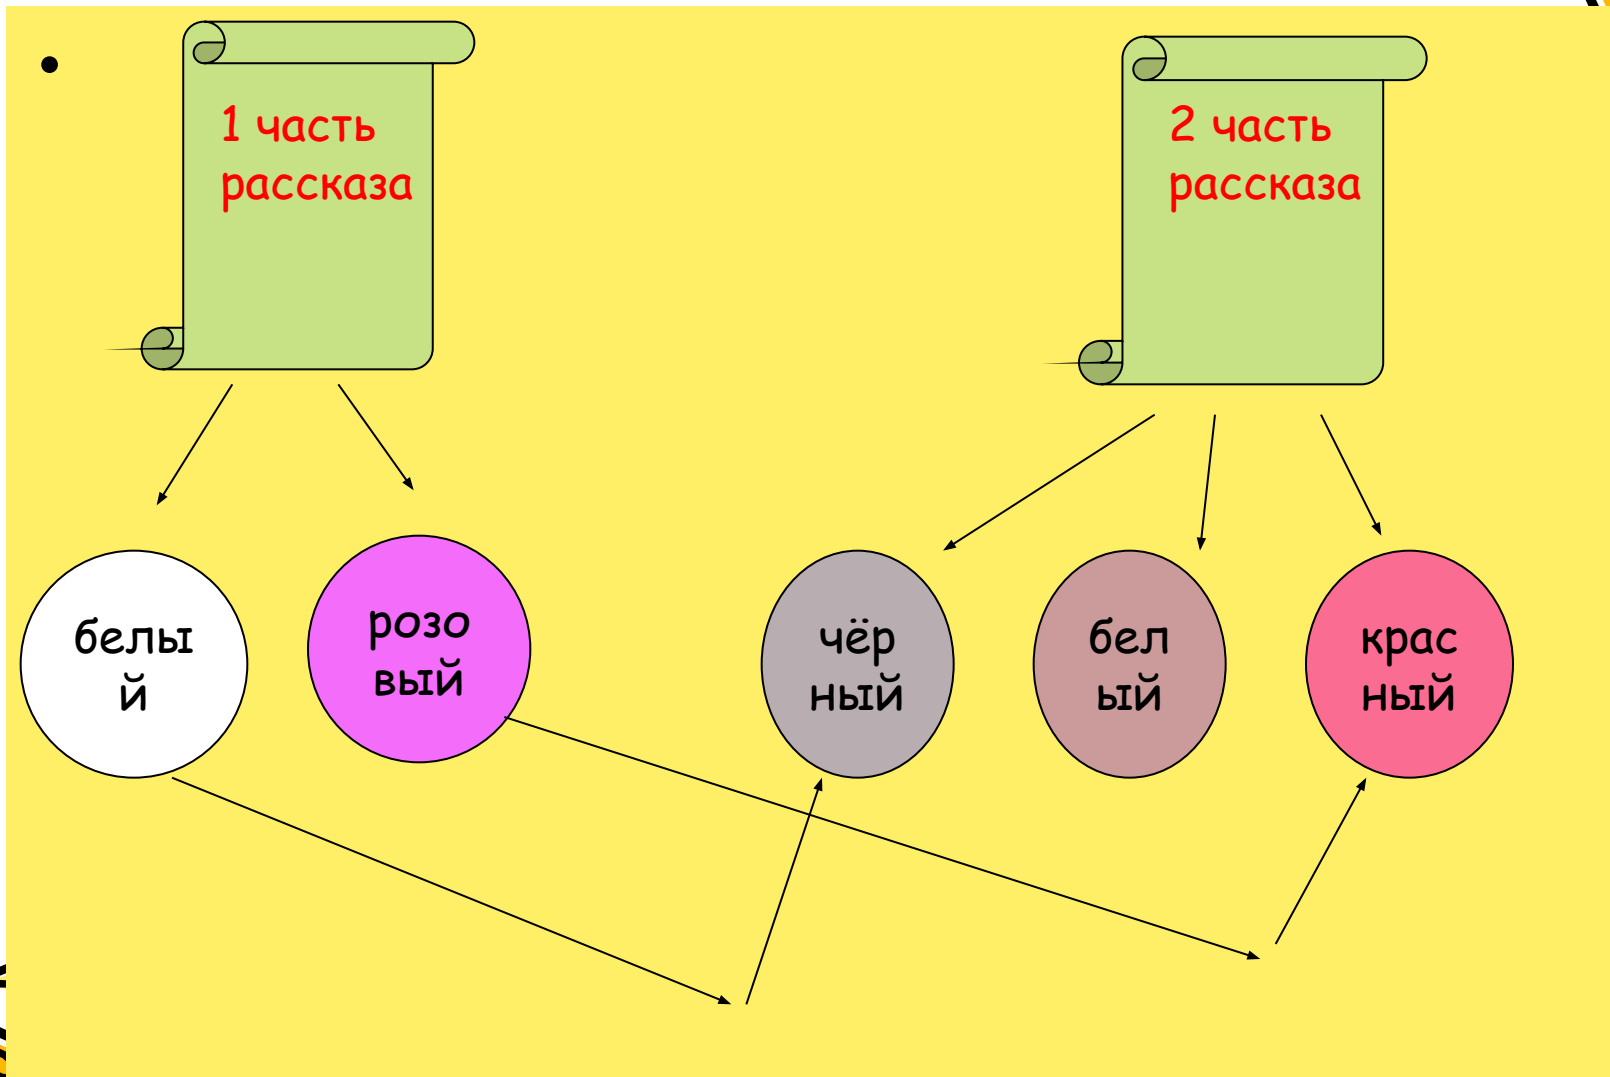 1 часть
рассказа
2 часть
рассказа
белы
й
розо
вый
чёр
ный
бел
ый
крас
ный